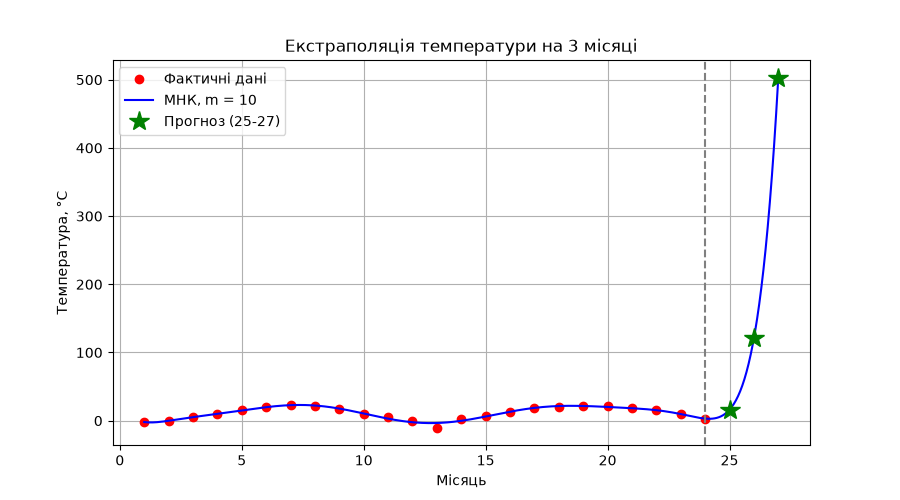 Екстраполяція температури на 3 місяці
Фактичні дані
МНК, m = 10
Прогноз (25-27)
Температура, °C
500
400
300
200
100
0
0
5
10
15
20
25
Місяць